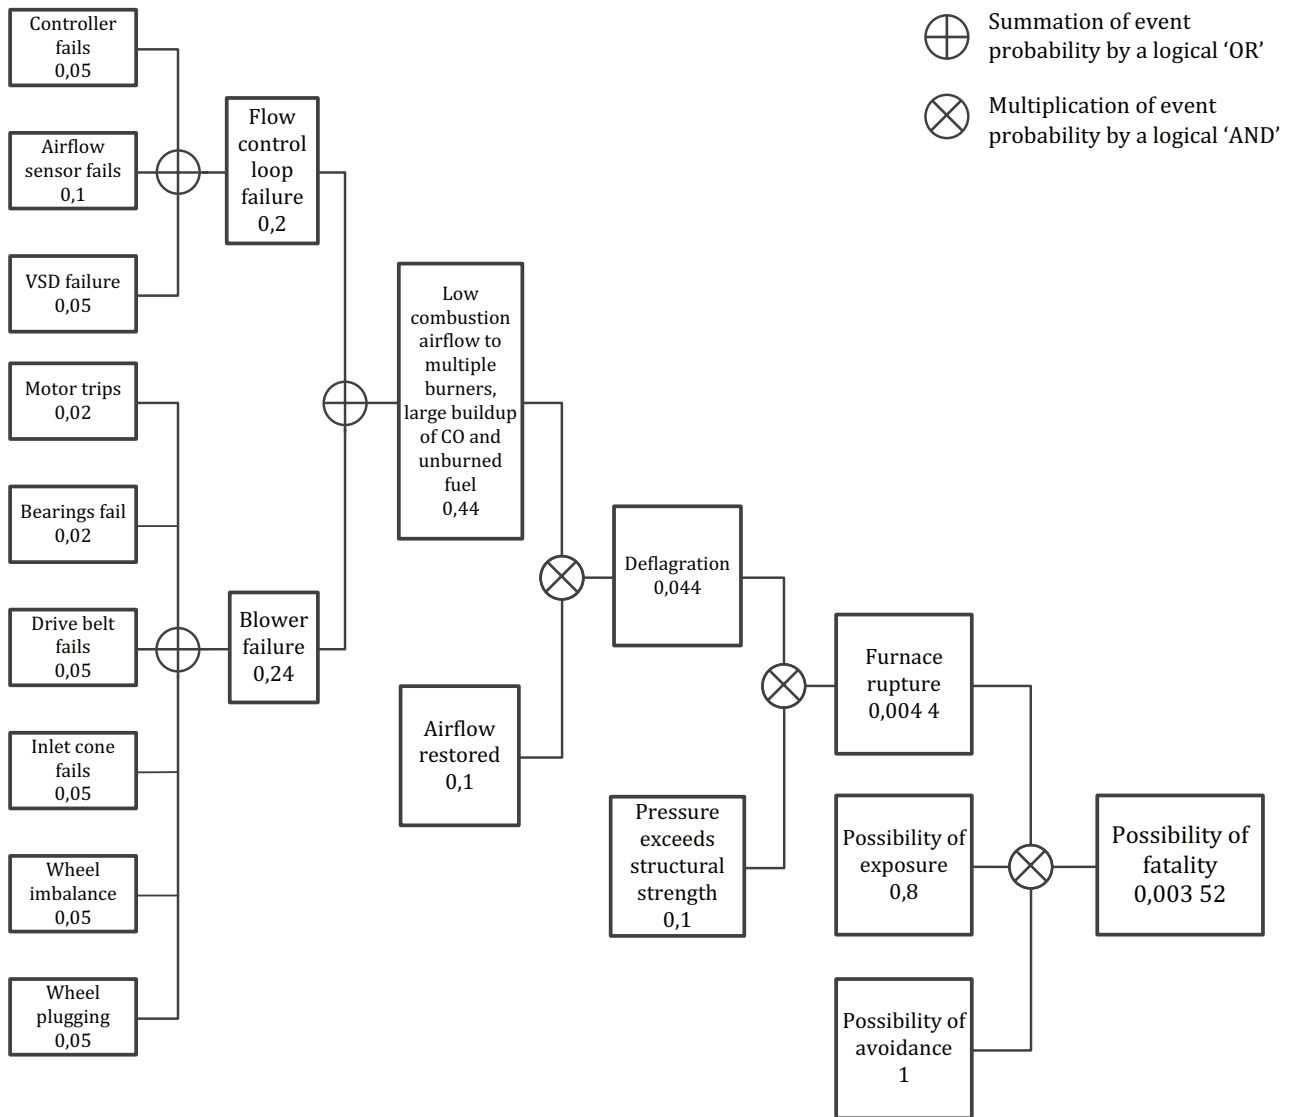 Controller
fails
0,05
Airflow
sensor fails
0,1
VSD failure
0,05
Motor trips
0,02
Bearings fail
0,02
Drive belt
fails
0,05
Inlet cone
fails
0,05
Wheel
imbalance
0,05
Wheel
plugging
0,05
Flow
control
loop
failure
0,2
Blower
failure
0,24
Low
combustion
airflow to
multiple
burners,
large buildup
of CO and
unburned
fuel
0,44
Airflow
restored
0,1
Deflagration
0,044
Pressure
exceeds
structural
strength
0,1
Furnace
rupture
0,004 4
Possibility of
exposure
0,8
Possibility of
avoidance
1
Possibility of
fatality
0,003 52
Summation of event
probability by a logical ‘OR’
Multiplication of event
probability by a logical ‘AND’